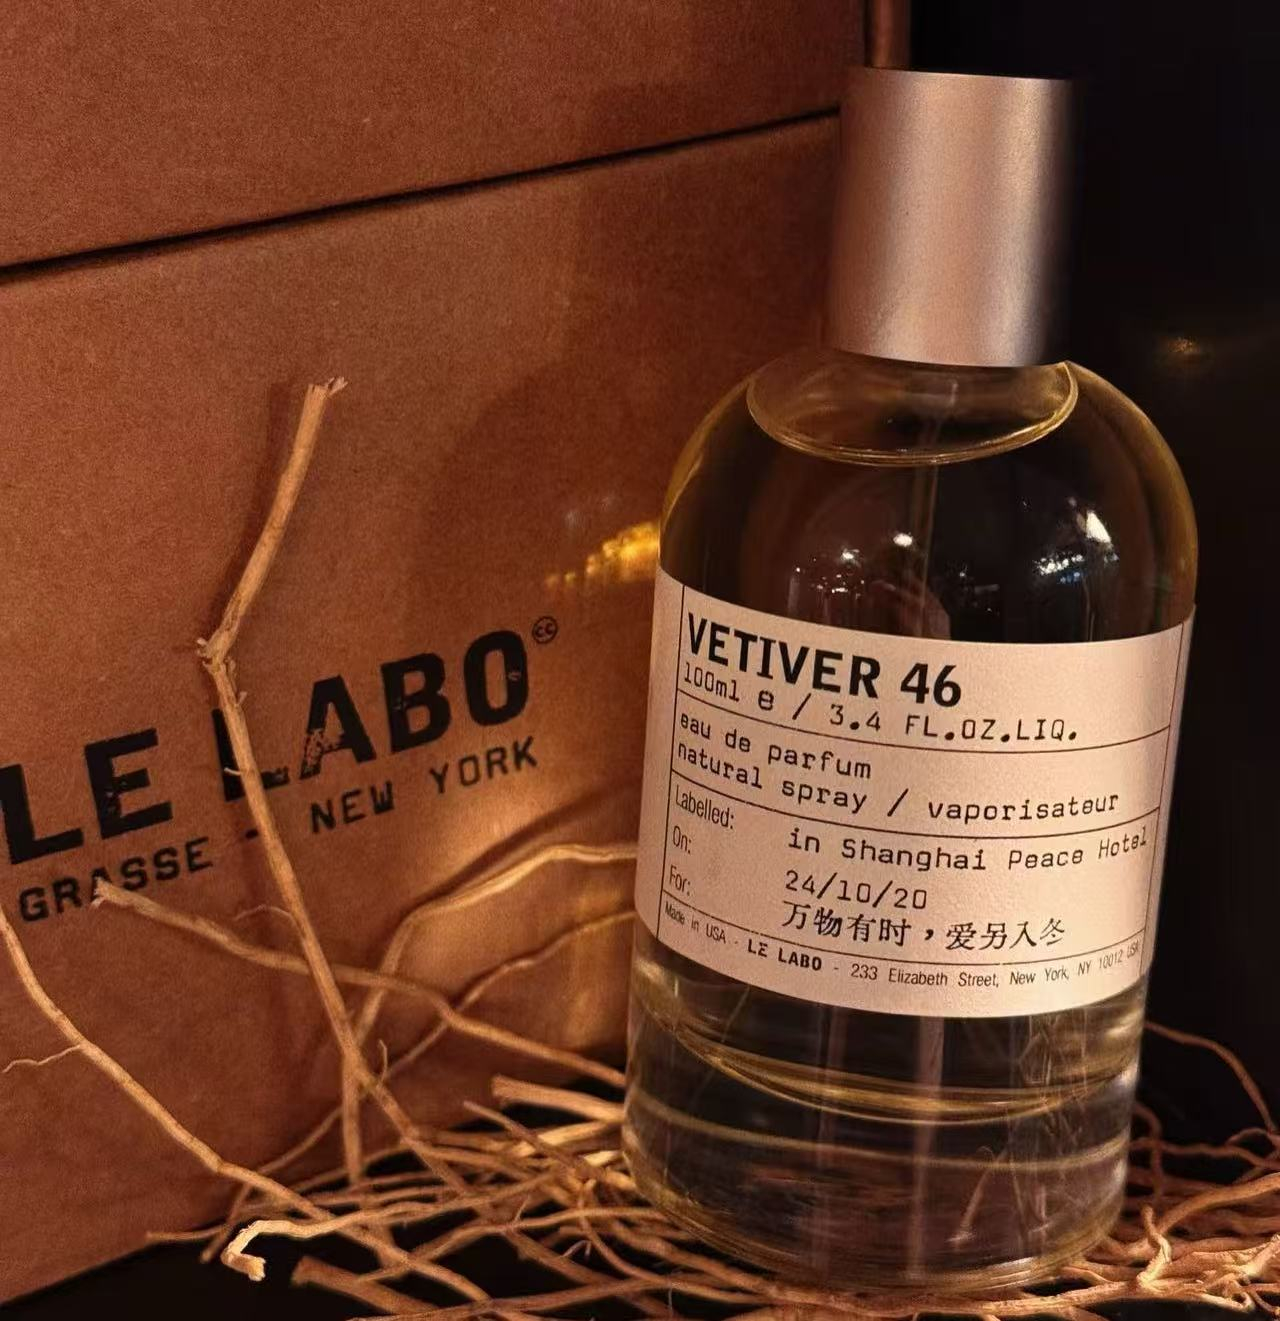 LE LABO
GRASSE - NEW YORK
VETIVER 46
100ml e / 3.4 FL.OZ.LIQ.
eau de parfum
natural spray / vaporisateur
Labelled: in Shanghai Peace Hotel
On: 24/10/20
For: 万物有时，爱另入冬
Made in USA - LE LABO - 233 Elizabeth Street, New York, NY 10012 USA